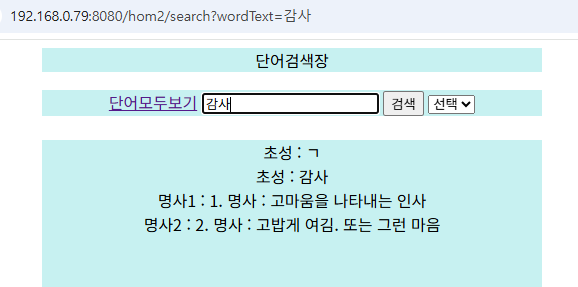 192.168.0.79:8080/hom2/search?wordText=감사
단어검색장
단어모두보기 감사 검색 선택
초성 : ㄱ
초성 : 감사
명사1 : 1. 명사 : 고마움을 나타내는 인사
명사2 : 2. 명사 : 고밥게 여김. 또는 그런 마음